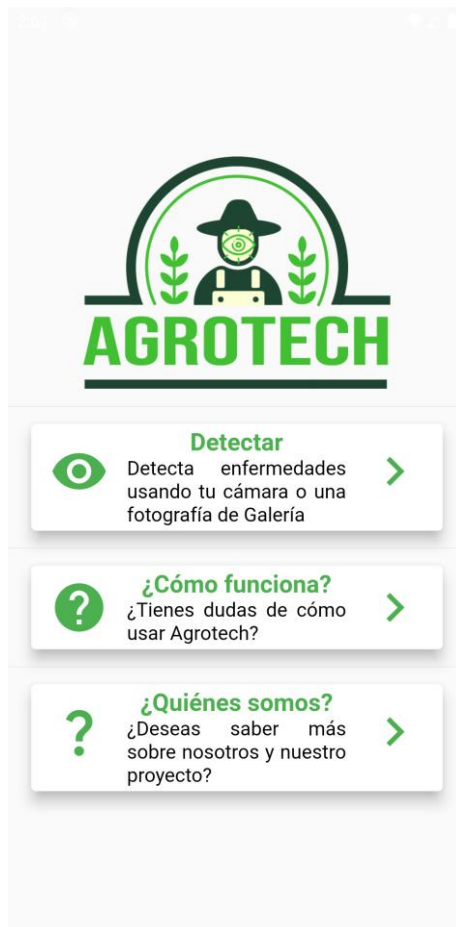 AGROTECH
Detectar
Detecta enfermedades
usando tu cámara o una
fotografía de Galería
¿Cómo funciona?
¿Tienes dudas de cómo
usar Agrotech?
¿Quiénes somos?
¿Deseas saber más
sobre nosotros y nuestro
proyecto?